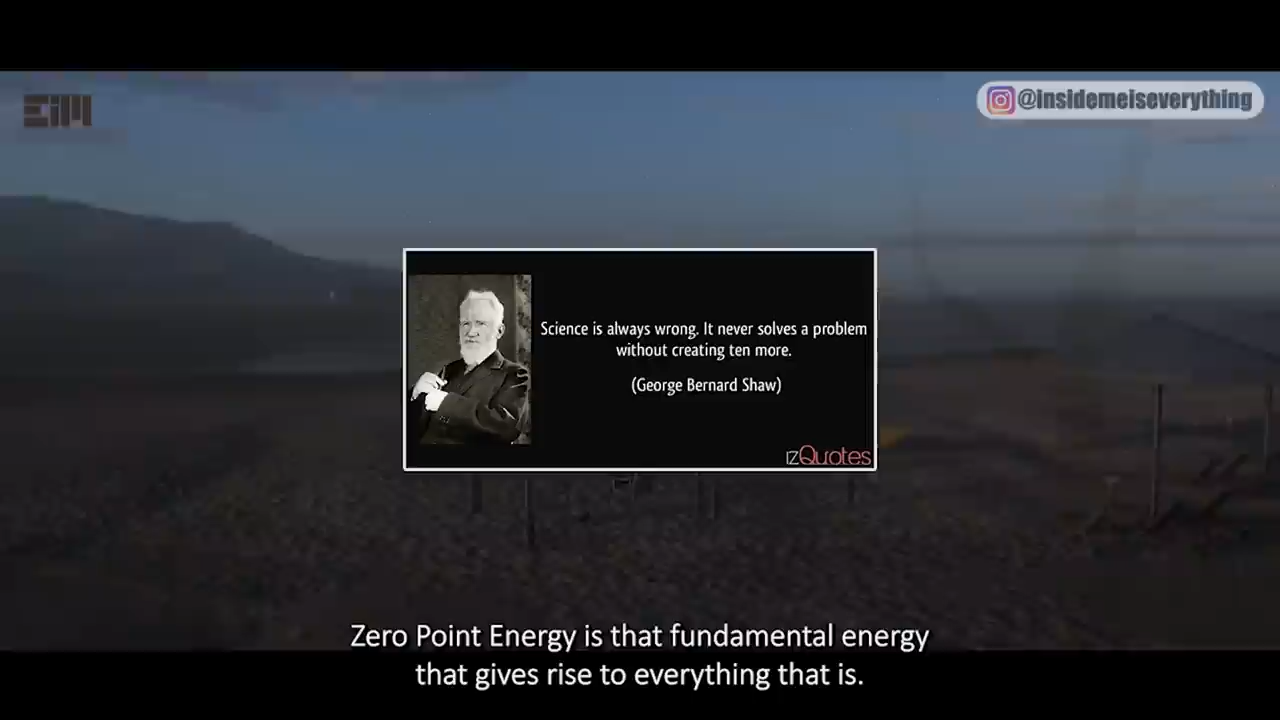 EiM
@insidemeiseverything
Science is always wrong. It never solves a problem
without creating ten more.
(George Bernard Shaw)
izQuotes
Zero Point Energy is that fundamental energy
that gives rise to everything that is.